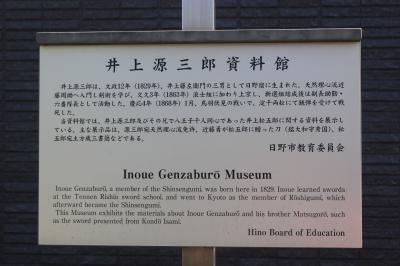 井上源三郎資料館
井上源三郎は、文政12年（1829年）、井上藤左衛門の三男として日野宿に生まれた。天然理心流近
藤周助へ入門し剣術を学び、文久3年（1863年）浪士組に加わり上京し、新選組結成後は副長助勤・
六番隊長として活動した。慶応4年（1868年）1月、鳥羽伏見の戦いで、淀千両松にて銃弾を受けて戦
死した。
当資料館では、井上源三郎及びその兄で八王子千人同心であった井上松五郎に関する資料を展示し
ている。主な展示品は、源三郎宛天然理心流免許、近藤勇が松五郎に贈った刀（銘大和守秀国）、松
五郎宛土方歳三書簡などである。
日野市教育委員会
Inoue Genzaburō Museum
Inoue Genzaburō, a member of the Shinsengumi, was born here in 1829. Inoue learned swords
at the Tennen Rishin sword school, and went to Kyoto as the member of Rōshigumi, which
afterward became the Shinsengumi.
This Museum exhibits the materials about Inoue Genzaburō and his brother Matsugorō, such
as the sword presented from Kondō Isami.
Hino Board of Education